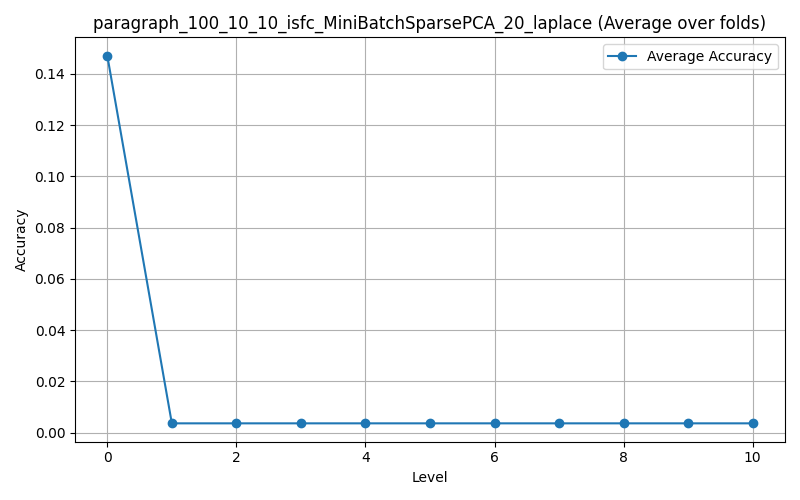 paragraph_100_10_10_isfc_MiniBatchSparsePCA_20_laplace (Average over folds)
Average Accuracy
0.14
0.12
0.10
0.08
0.06
0.04
0.02
0.00
Accuracy
0 2 4 6 8 10
Level